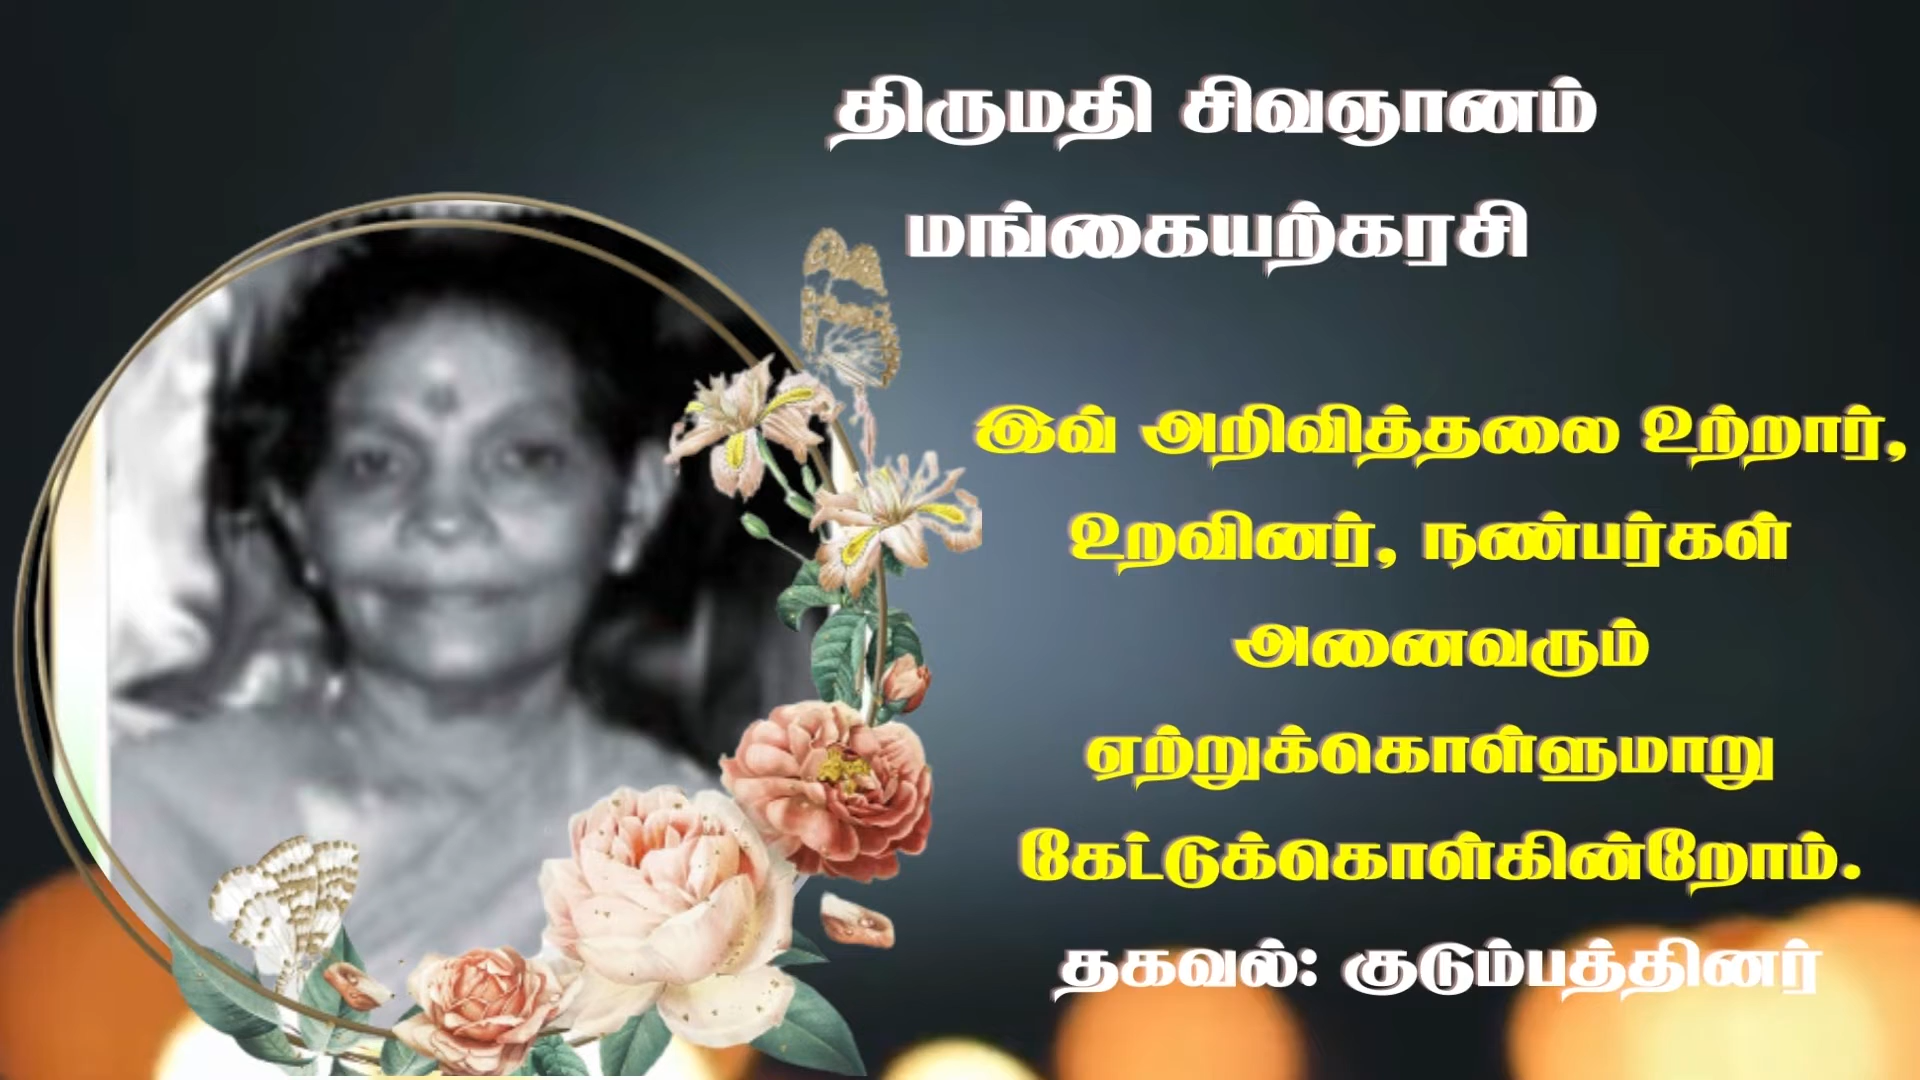 திருமதி சிவஞானம்
மங்கையற்கரசி
இவ் அறிவித்தலை உற்றார்,
உறவினர், நண்பர்கள்
அனைவரும்
ஏற்றுக்கொள்ளுமாறு
கேட்டுக்கொள்கின்றோம்.
தகவல்: குடும்பத்தினர்